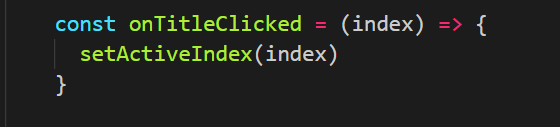 const onTitleClicked = (index) => {
  setActiveIndex(index)
}